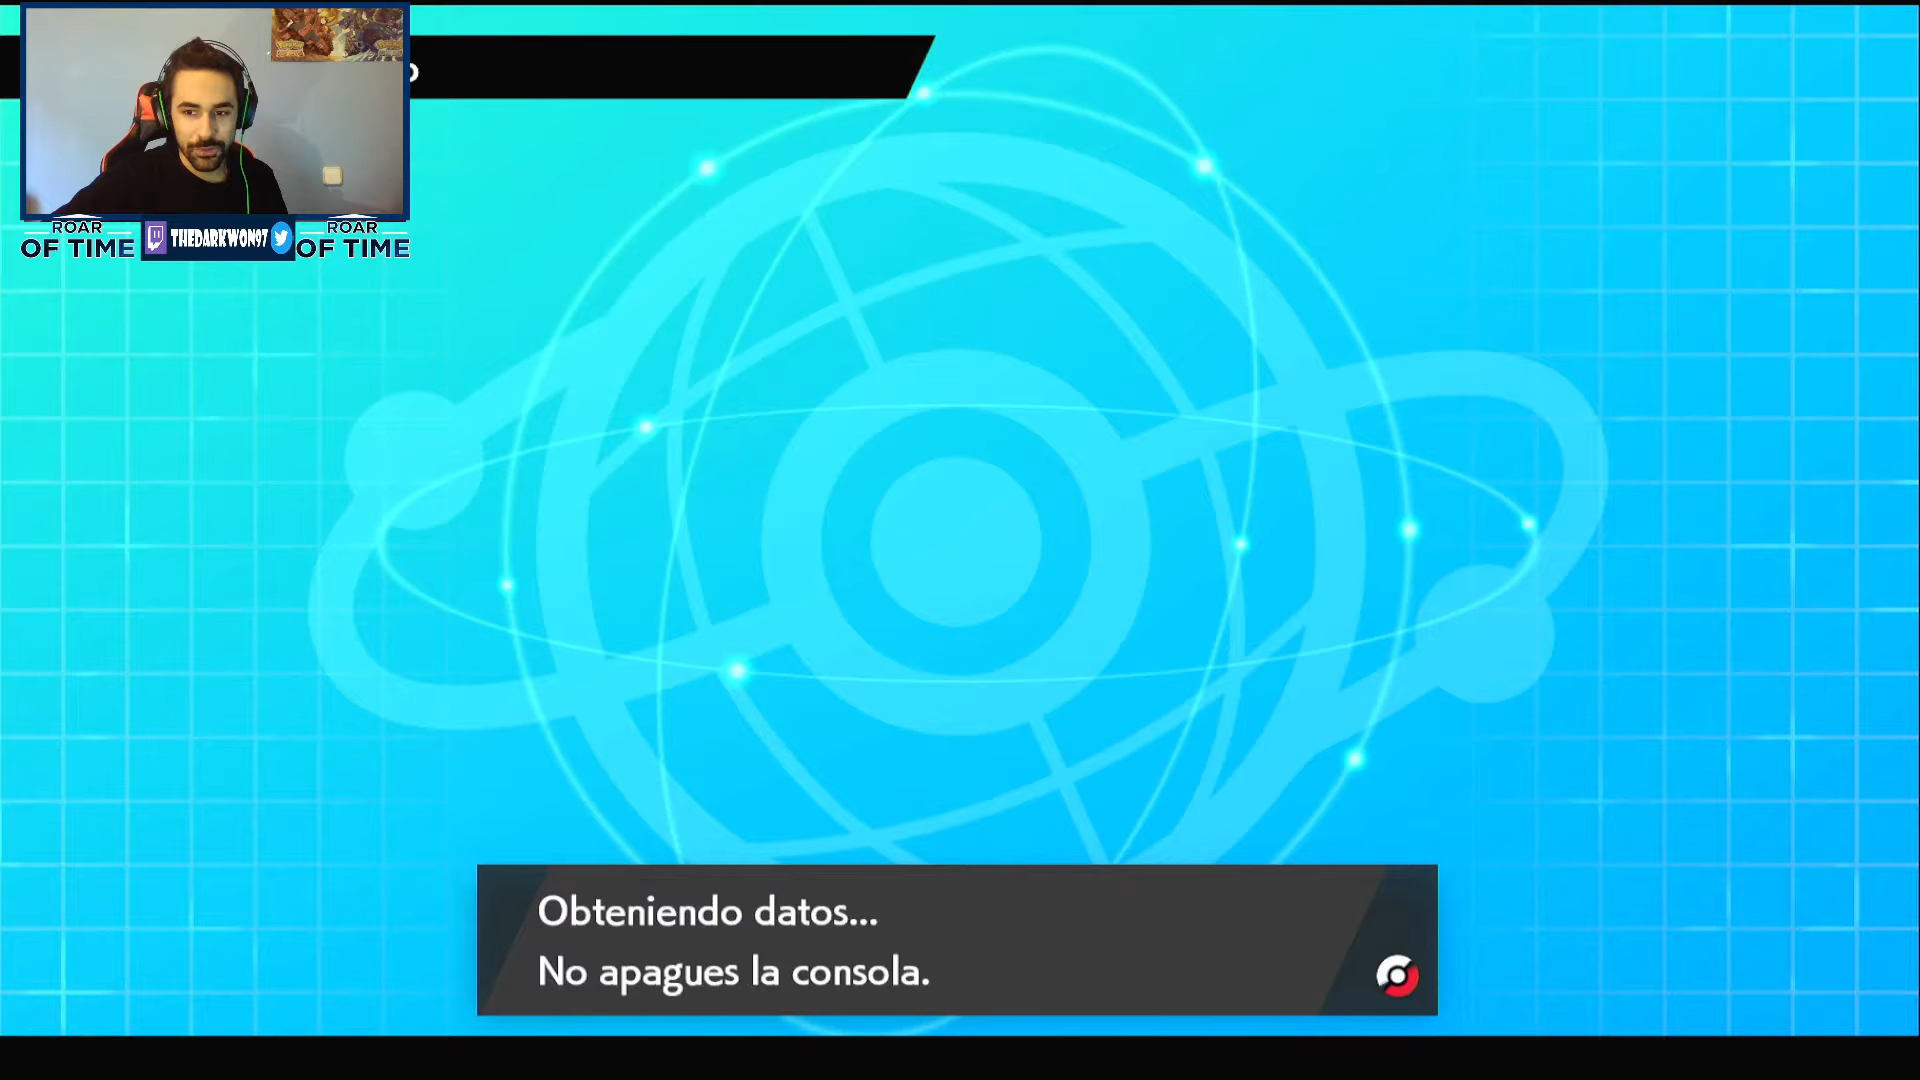 o
ROAR
OF TIME
THEDARKWON97
ROAR
OF TIME
Obteniendo datos...
No apagues la consola.